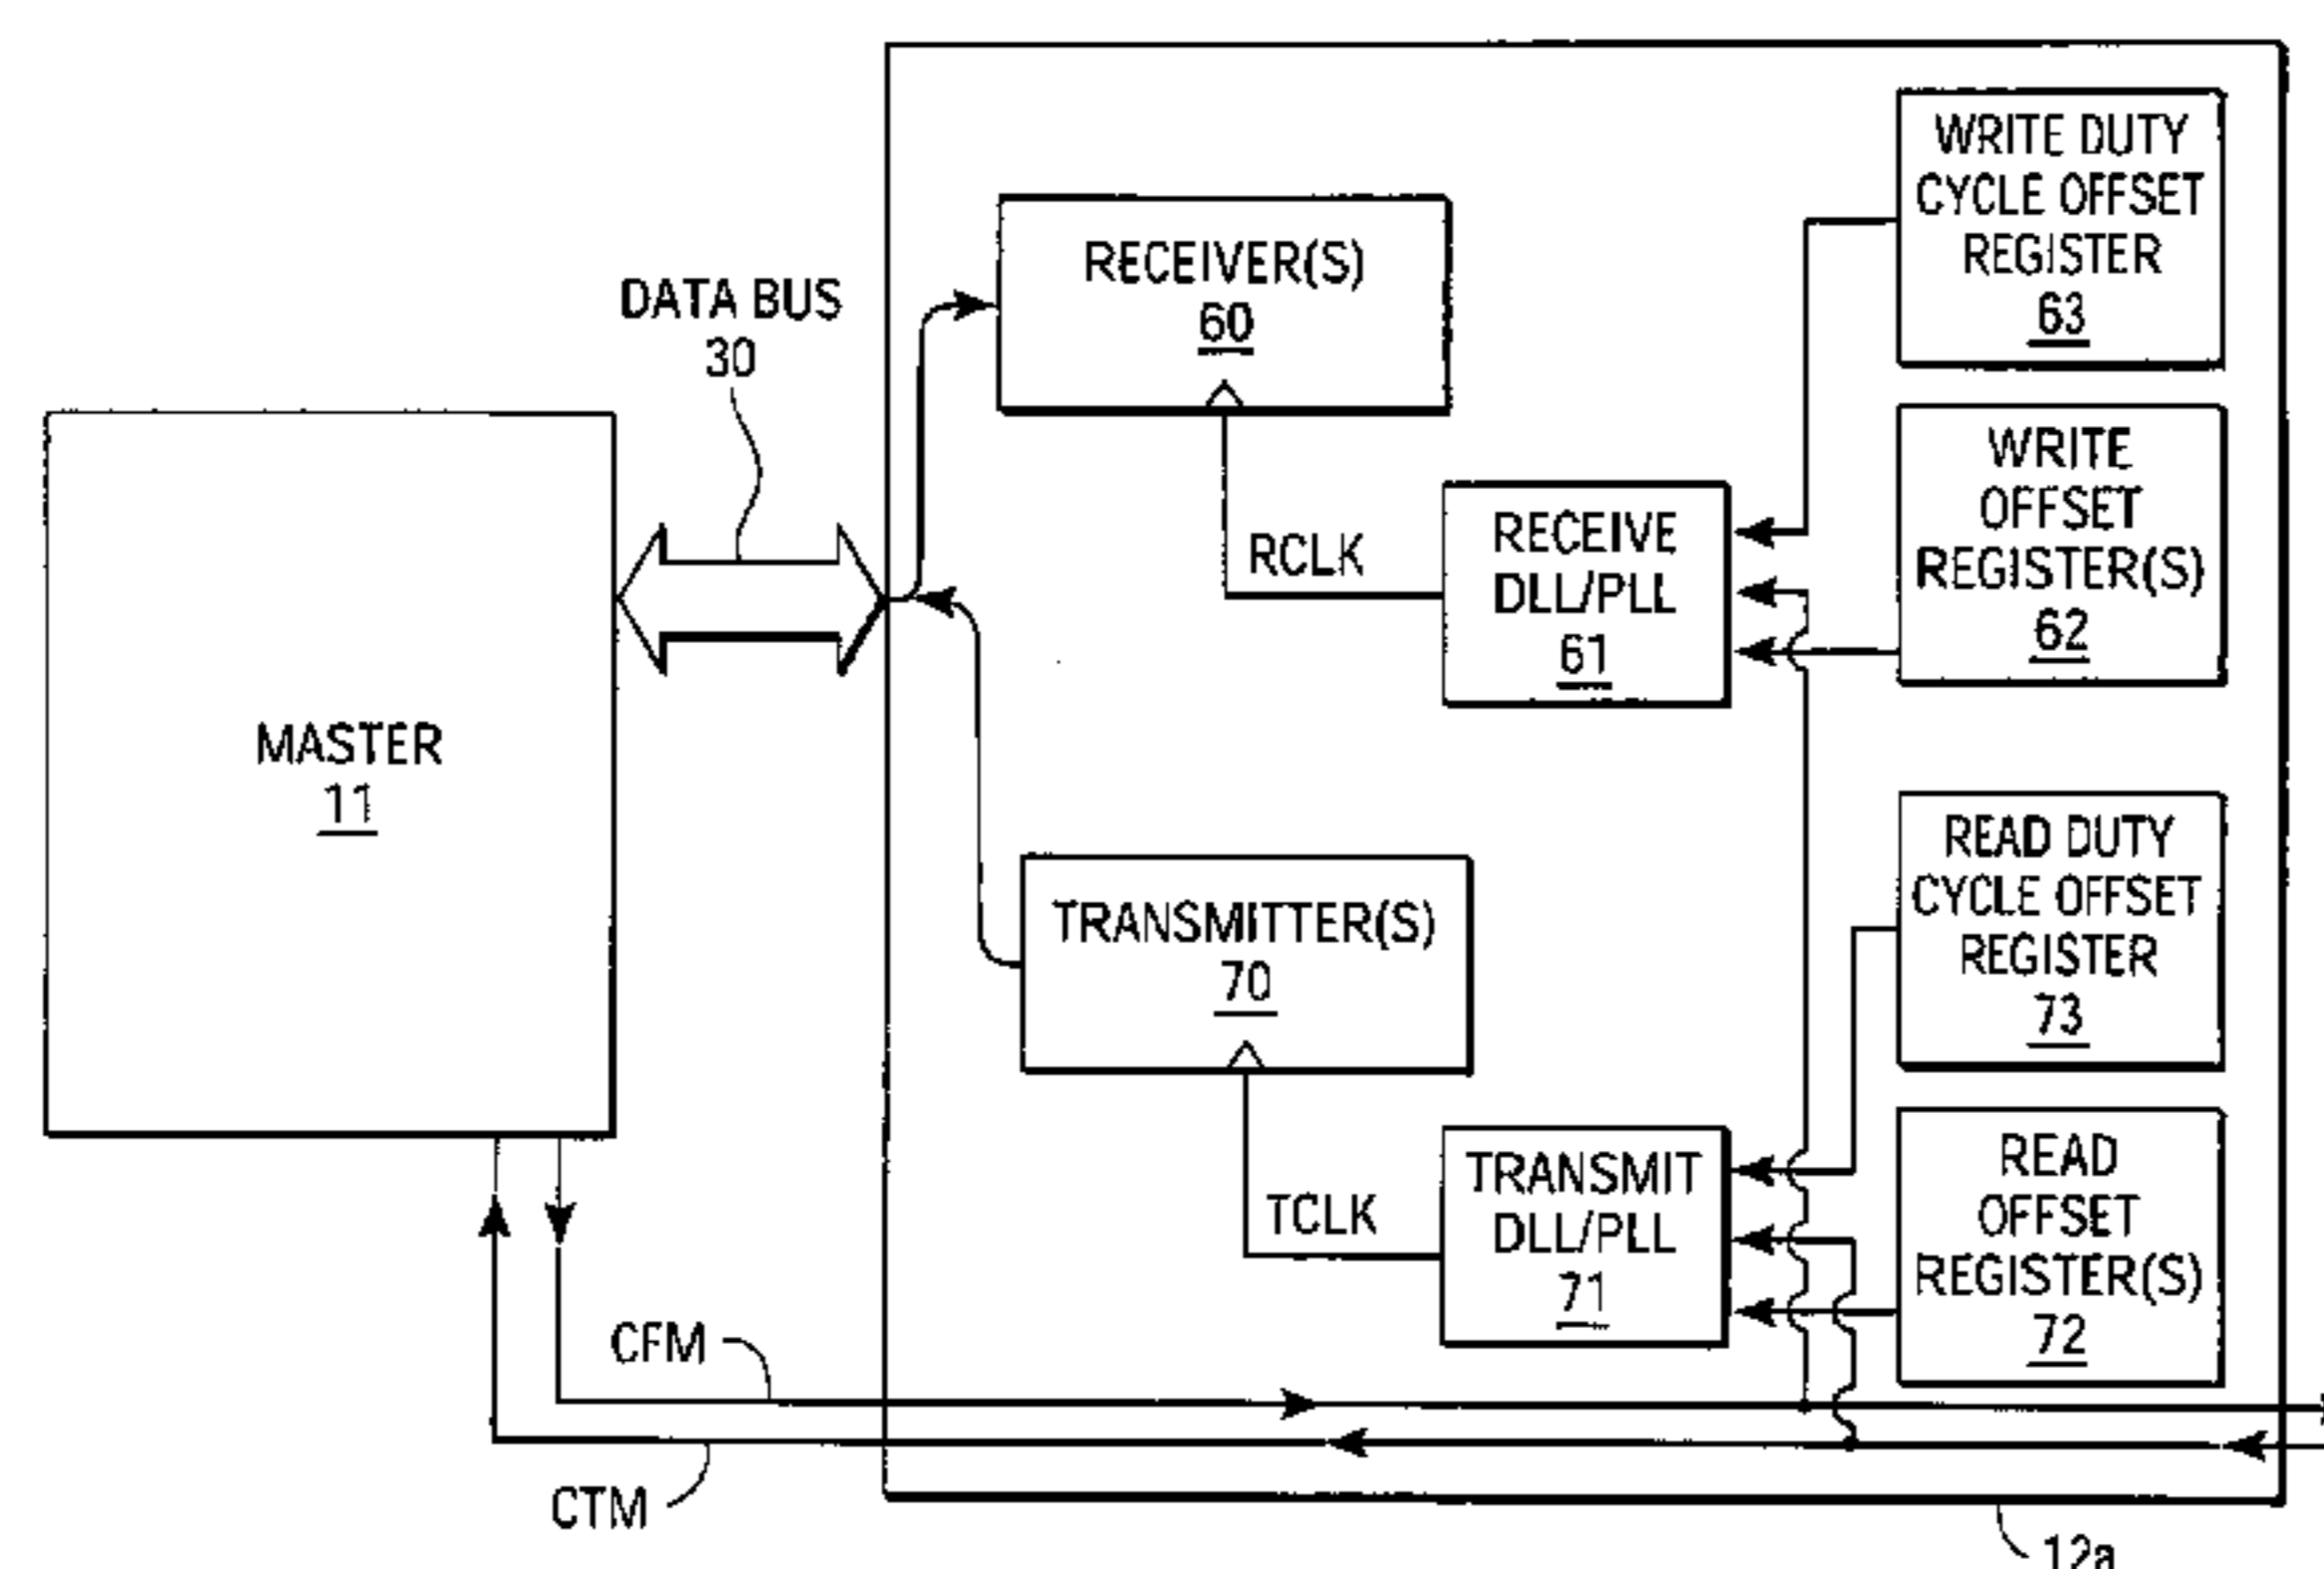 WRITE DUTY
CYCLE OFFSET
REGISTER
63
RECEIVER(S)
60
DATA BUS
30
WRITE
OFFSET
REGISTER(S)
62
RECEIVE
DLL/PLL
61
RCLK
MASTER
11
READ DUTY
CYCLE OFFSET
REGISTER
73
TRANSMITTER(S)
70
TRANSMIT
DLL/PLL
71
TCLK
READ
OFFSET
REGISTER(S)
72
CFM
CTM
12a